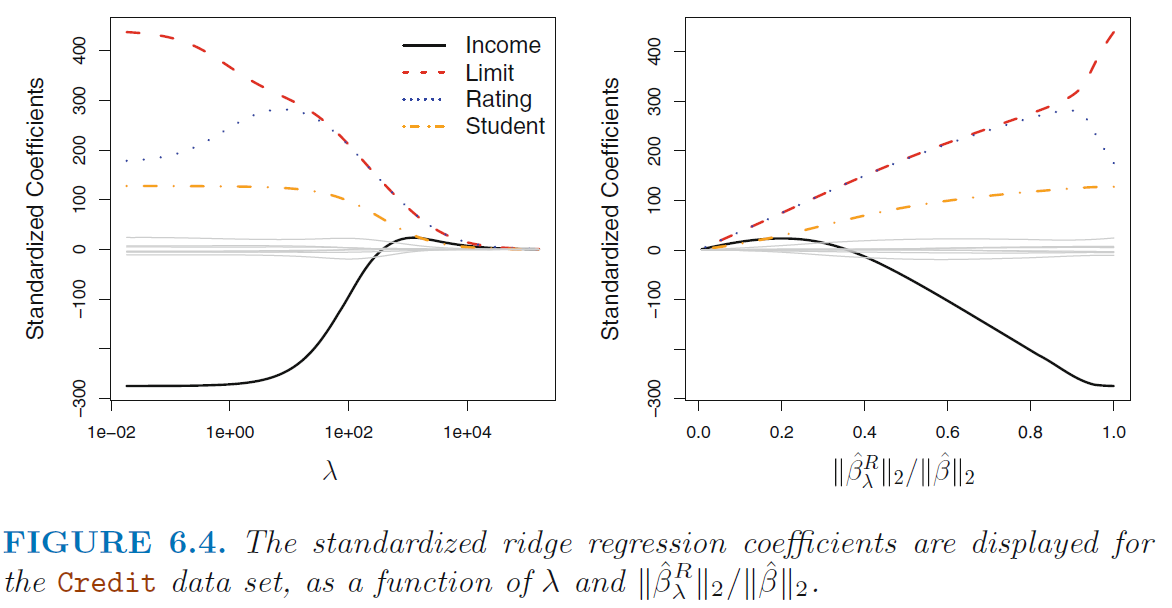 Standardized Coefficients
400
300
200
100
0
−100
−300
1e−02
1e+00
1e+02
1e+04
λ
Income
Limit
Rating
Student
Standardized Coefficients
400
300
200
100
0
−100
−300
0.0
0.2
0.4
0.6
0.8
1.0
‖β̂λᴿ‖₂/‖β̂‖₂
FIGURE 6.4. The standardized ridge regression coefficients are displayed for
the Credit data set, as a function of λ and ‖β̂λᴿ‖₂/‖β̂‖₂.